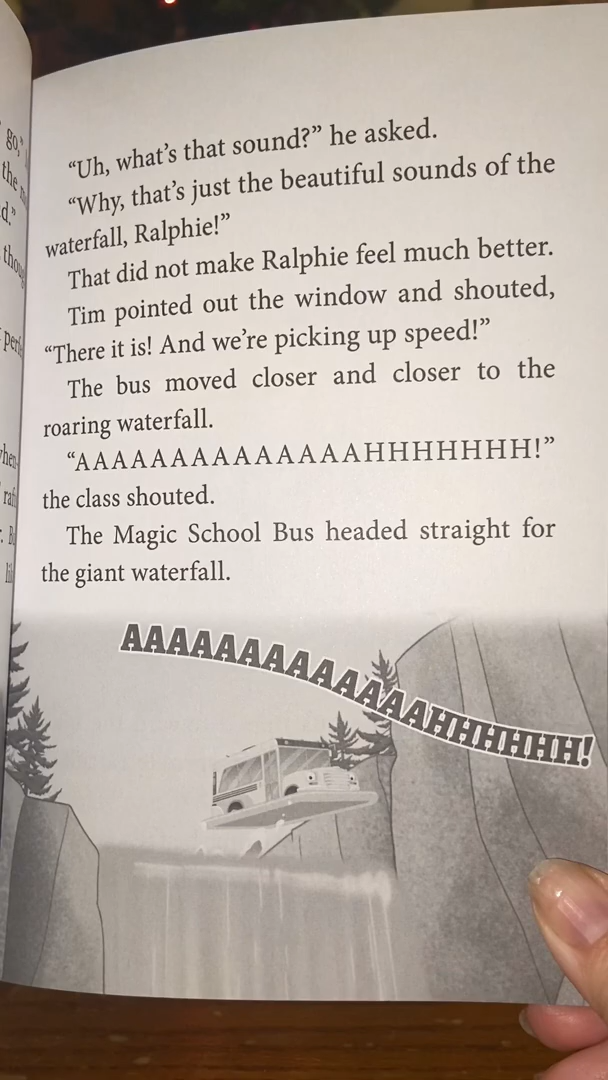 go,"
the
d."
"Uh, what's that sound?" he asked.
"Why, that's just the beautiful sounds of the
waterfall, Ralphie!"
That did not make Ralphie feel much better.
Tim pointed out the window and shouted,
"There it is! And we're picking up speed!"
The bus moved closer and closer to the
roaring waterfall.
"AAAAAAAAAAAAAAHHHHHHH!"
the class shouted.
The Magic School Bus headed straight for
the giant waterfall.
AAAAAAAAAAAAAAHHHHHH!